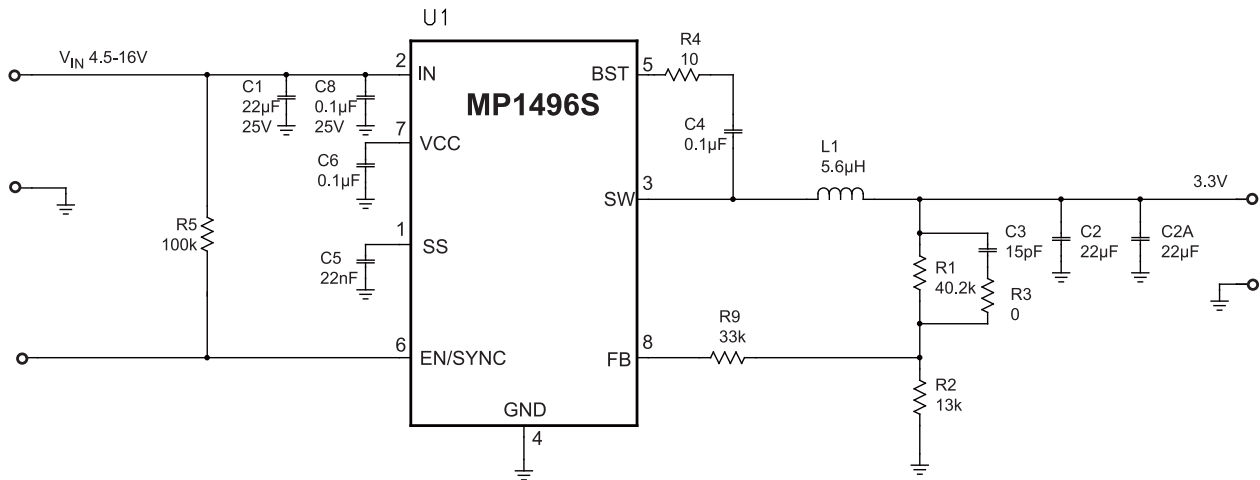 U1
V_IN 4.5-16V
2
IN
C1
22µF
25V
C8
0.1µF
25V
7
VCC
C6
0.1µF
1
SS
C5
22nF
R5
100k
6
EN/SYNC
MP1496S
GND
4
BST
5
R4
10
C4
0.1µF
SW
3
L1
5.6µH
3.3V
R1
40.2k
C3
15pF
R3
0
C2
22µF
C2A
22µF
FB
8
R9
33k
R2
13k